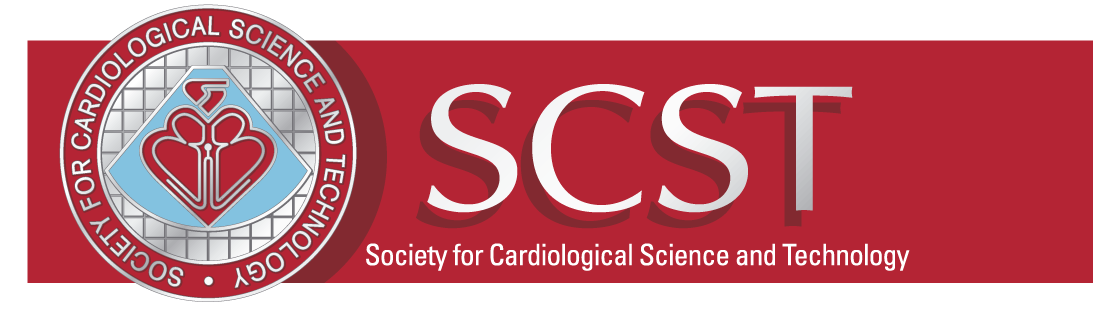 SOCIETY FOR CARDIOLOGICAL SCIENCE AND TECHNOLOGY •
SCST
Society for Cardiological Science and Technology